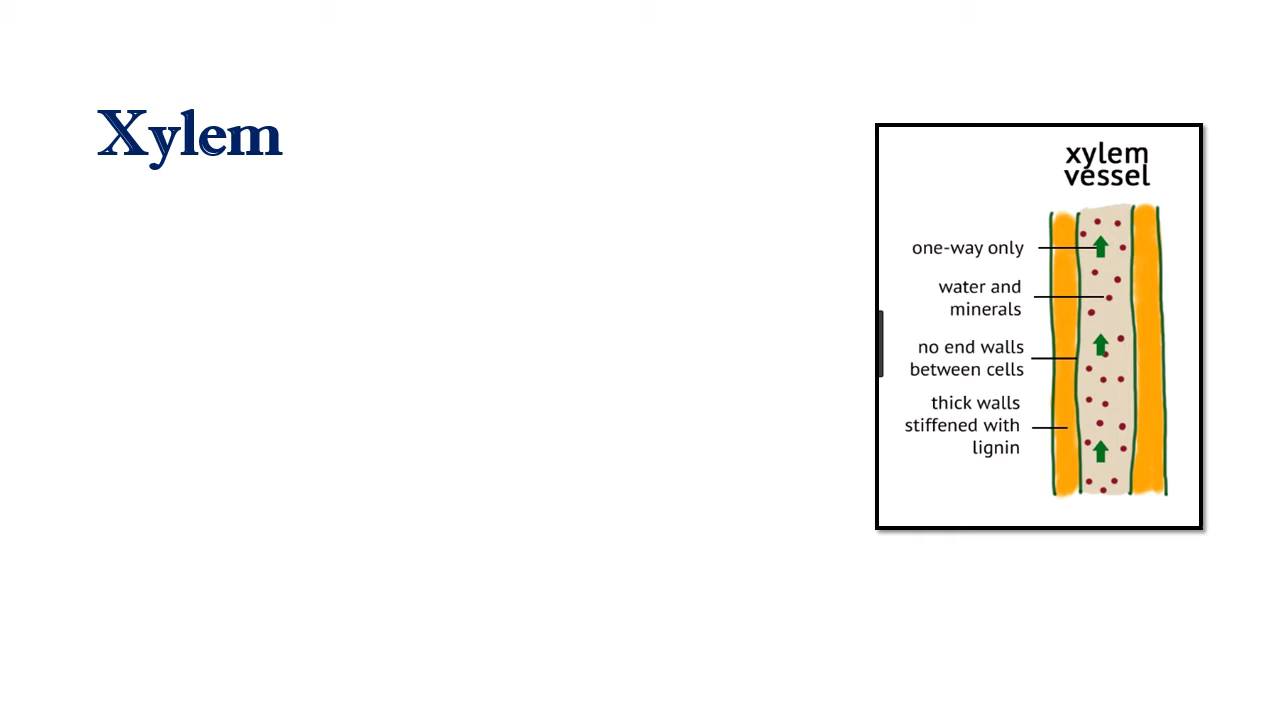 Xylem
xylem
vessel
one-way only
water and
minerals
no end walls
between cells
thick walls
stiffened with
lignin